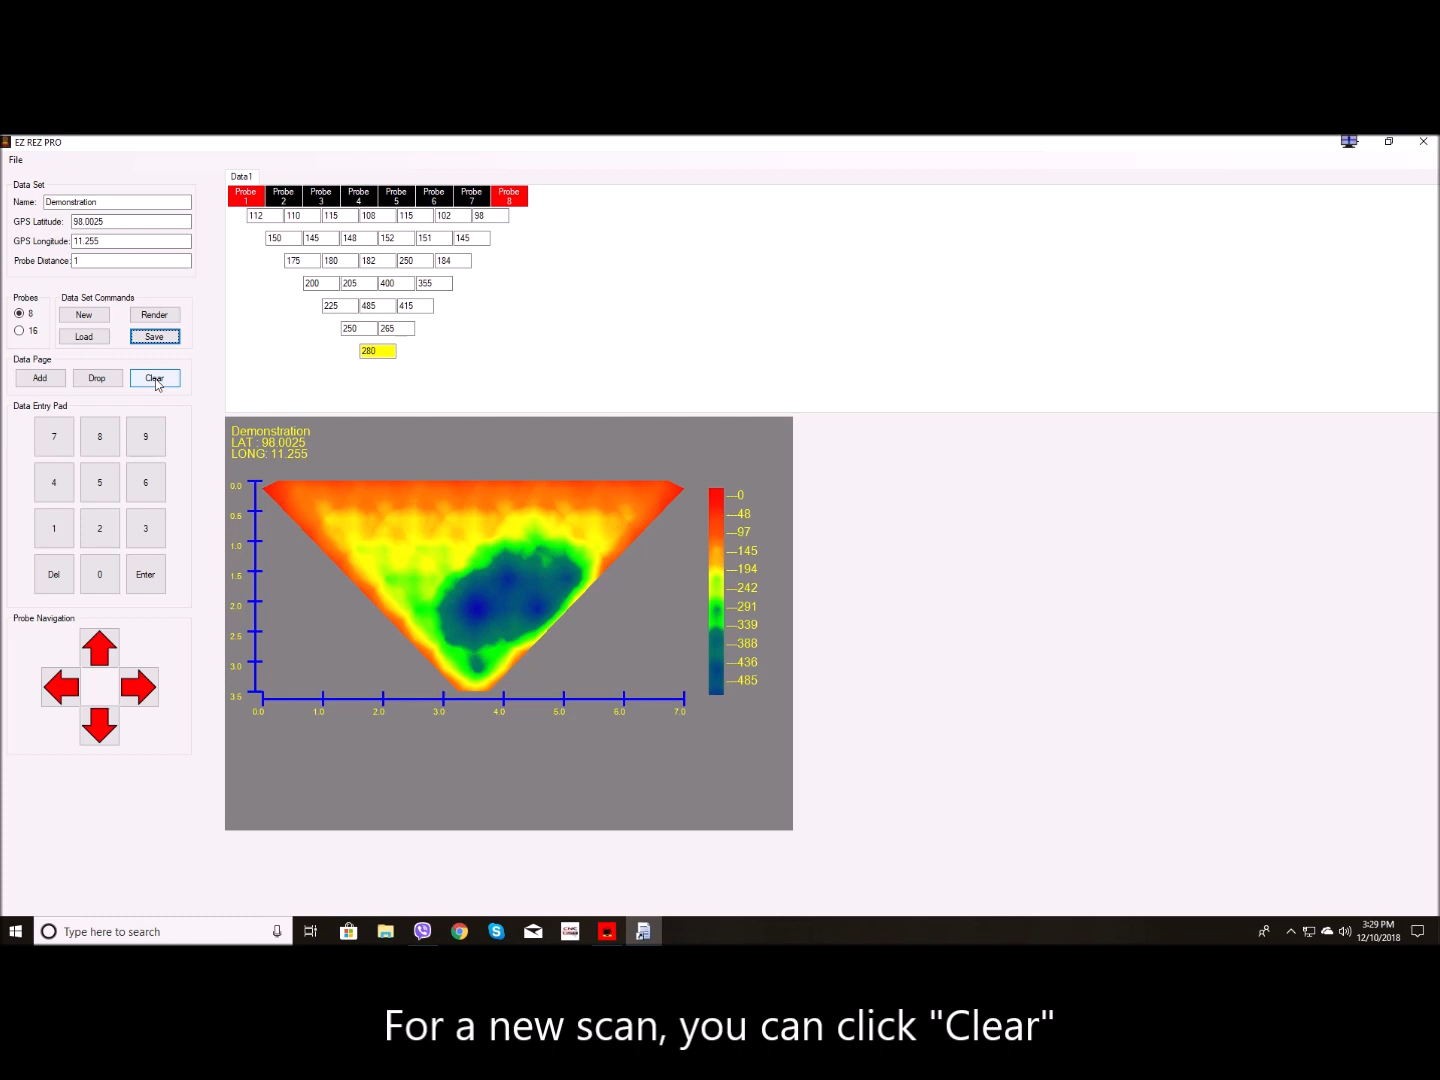 EZ REZ PRO
File
Data Set
Name: Demonstration
GPS Latitude: 98.0025
GPS Longitude: 11.255
Probe Distance: 1
Probes
8
16
Data Set Commands
New Render
Load Save
Data Page
Add Drop Clear
Data Entry Pad
7 8 9
4 5 6
1 2 3
Del 0 Enter
Probe Navigation
Data1
Probe 1 Probe 2 Probe 3 Probe 4 Probe 5 Probe 6 Probe 7 Probe 8
112 110 115 108 115 102 98
150 145 148 152 151 145
175 180 182 250 184
200 205 400 355
225 485 415
250 265
280
Demonstration
LAT : 98.0025
LONG: 11.255
0.0
0.5
1.0
1.5
2.0
2.5
3.0
3.5
0.0 1.0 2.0 3.0 4.0 5.0 6.0 7.0
0
48
97
145
194
242
291
339
388
436
485
Type here to search
3:29 PM
12/10/2018
For a new scan, you can click "Clear"